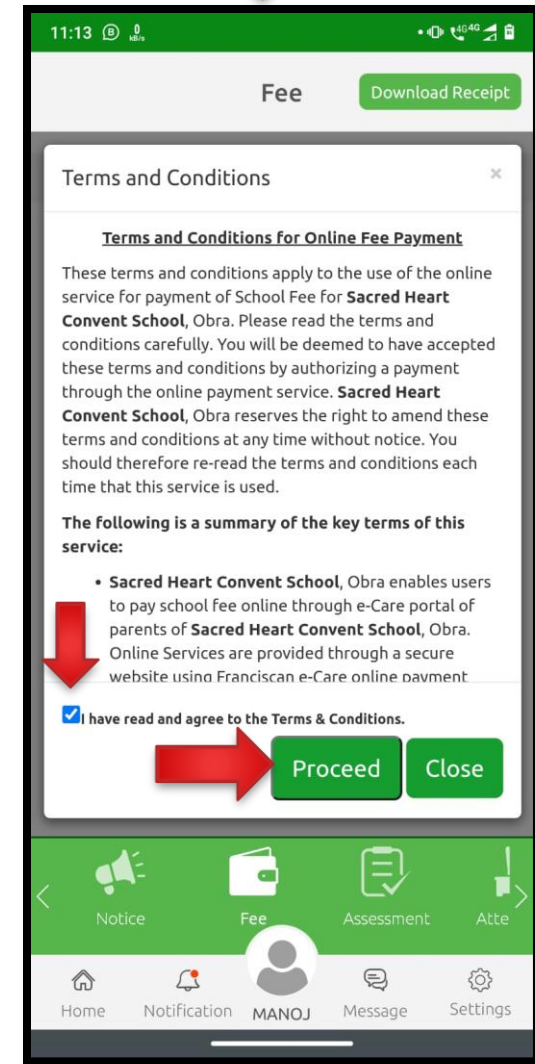 11:13 B 0 kB/s 4G 4G
Fee
Download Receipt
Terms and Conditions ×
Terms and Conditions for Online Fee Payment
These terms and conditions apply to the use of the online
service for payment of School Fee for Sacred Heart
Convent School, Obra. Please read the terms and
conditions carefully. You will be deemed to have accepted
these terms and conditions by authorizing a payment
through the online payment service. Sacred Heart
Convent School, Obra reserves the right to amend these
terms and conditions at any time without notice. You
should therefore re-read the terms and conditions each
time that this service is used.
The following is a summary of the key terms of this
service:
• Sacred Heart Convent School, Obra enables users
to pay school fee online through e-Care portal of
parents of Sacred Heart Convent School, Obra.
Online Services are provided through a secure
website using Franciscan e-Care online payment
I have read and agree to the Terms & Conditions.
Proceed Close
Notice Fee Assessment Atte
Home Notification MANOJ Message Settings